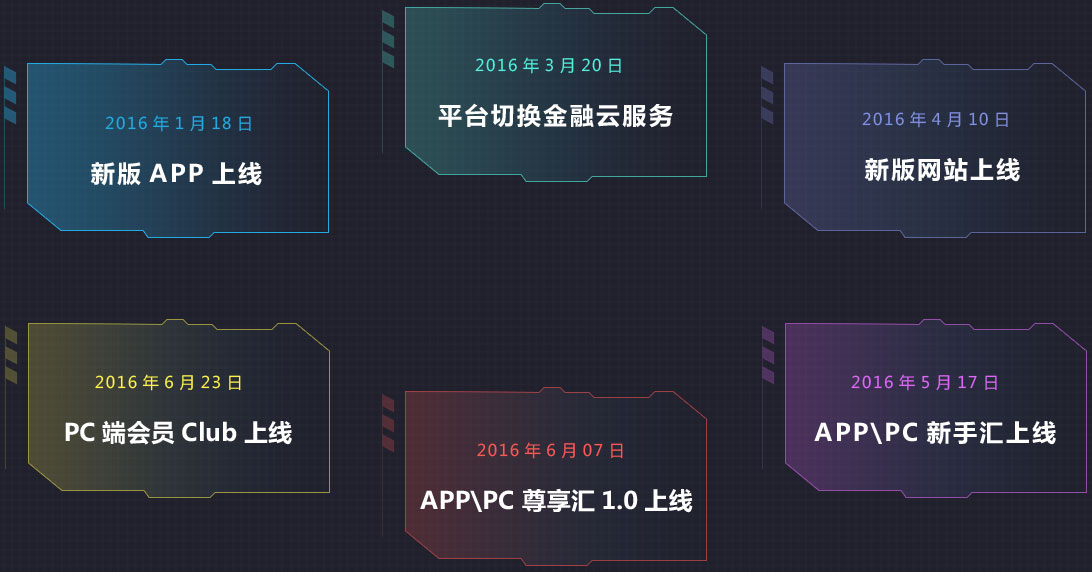 2016 年 1 月 18 日
新版 APP 上线
2016 年 3 月 20 日
平台切换金融云服务
2016 年 4 月 10 日
新版网站上线
2016 年 6 月 23 日
PC 端会员 Club 上线
2016 年 6 月 07 日
APP\PC 尊享汇 1.0 上线
2016 年 5 月 17 日
APP\PC 新手汇上线